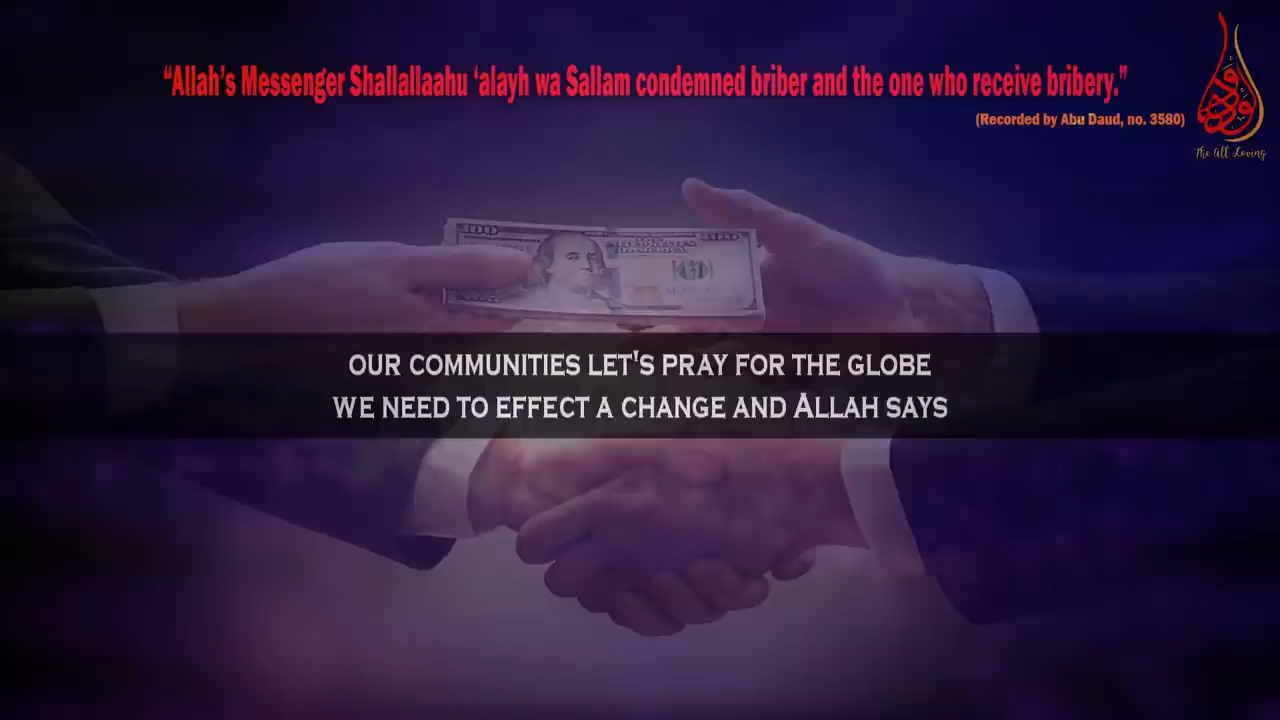 “Allah’s Messenger Shallallaahu ‘alayh wa Sallam condemned briber and the one who receive bribery.”
(Recorded by Abu Daud, no. 3580)
The All Loving
OUR COMMUNITIES LET'S PRAY FOR THE GLOBE
WE NEED TO EFFECT A CHANGE AND ALLAH SAYS